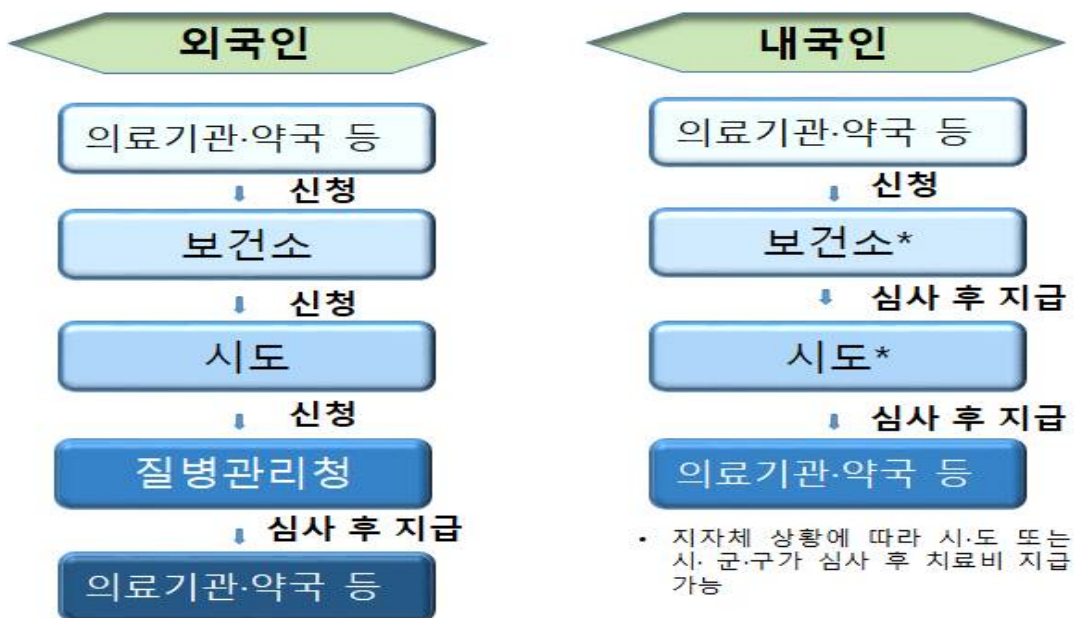 외국인
의료기관·약국 등
신청
보건소
신청
시도
신청
질병관리청
심사 후 지급
의료기관·약국 등
내국인
의료기관·약국 등
신청
보건소*
심사 후 지급
시도*
심사 후 지급
의료기관·약국 등
• 지자체 상황에 따라 시·도 또는
시· 군·구가 심사 후 치료비 지급
가능